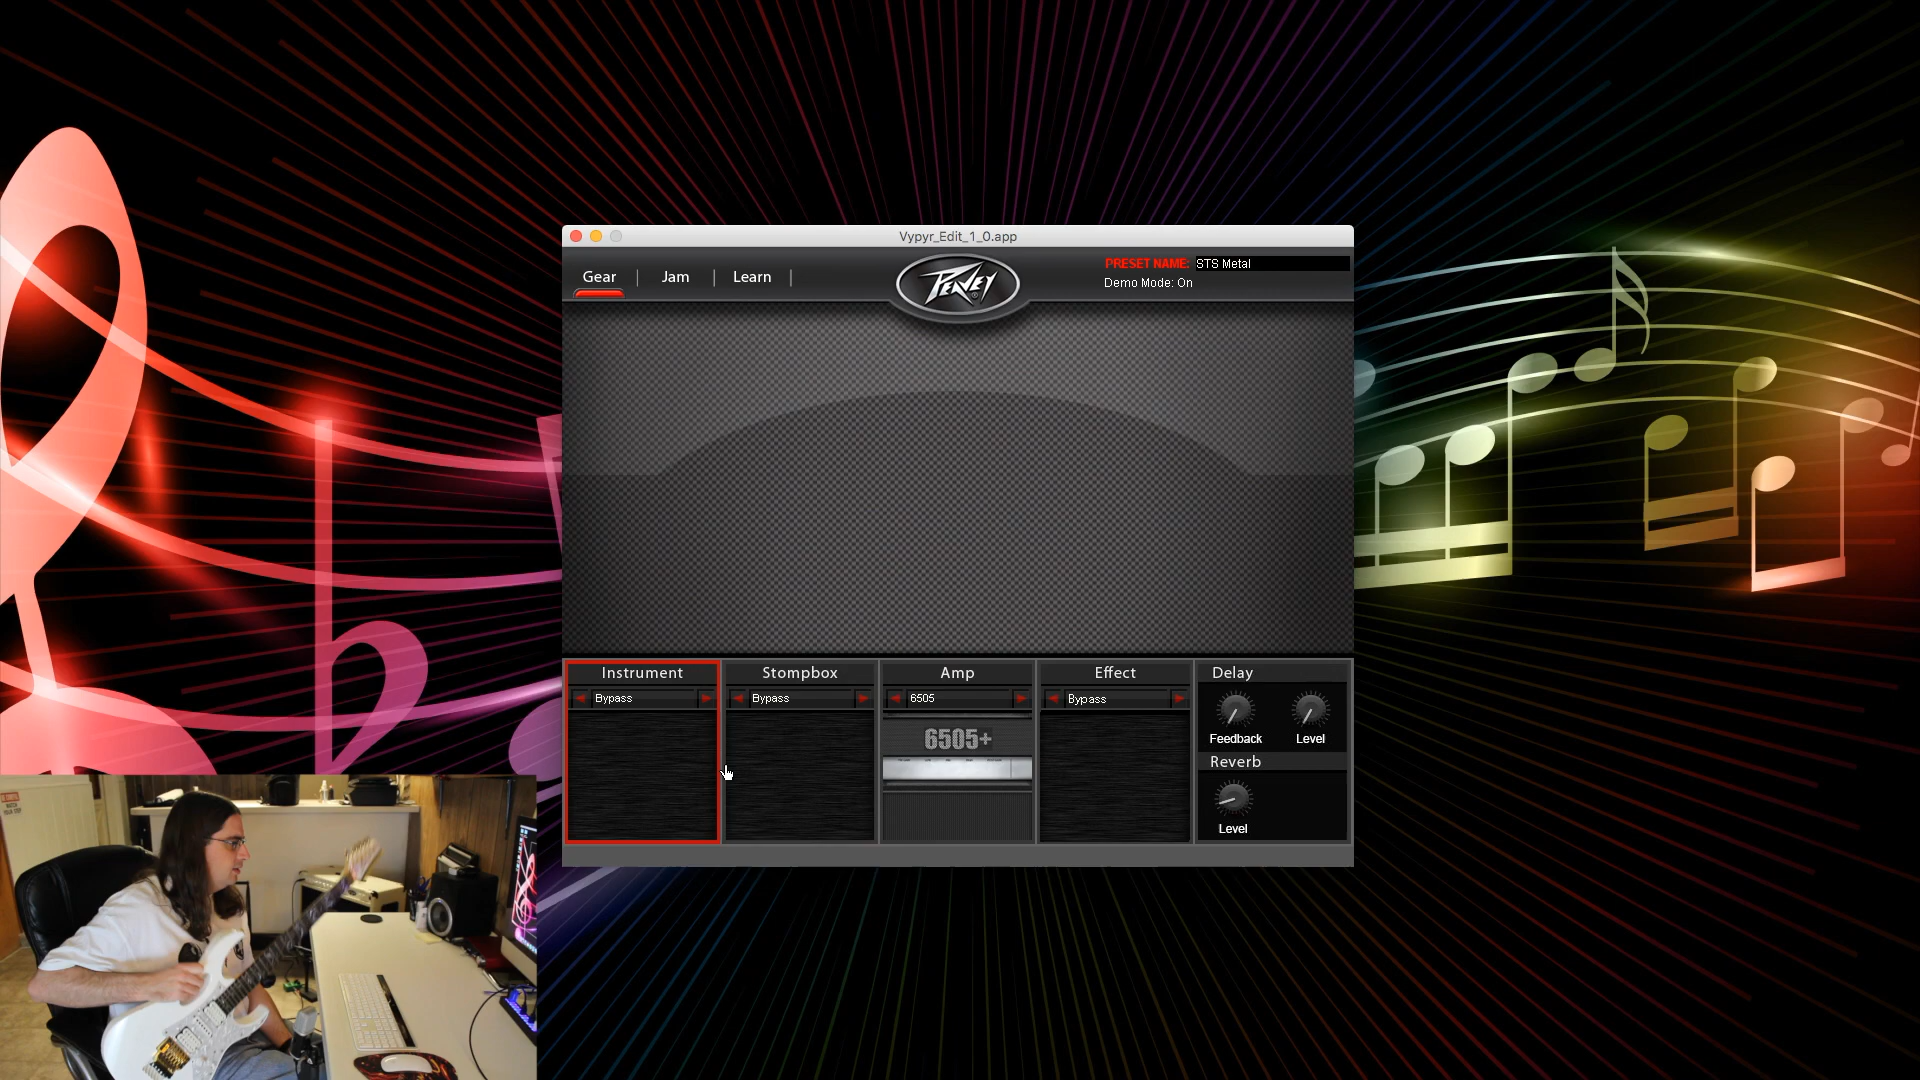 Vypyr_Edit_1_0.app
Gear | Jam | Learn |
PEAVEY
PRESET NAME: STS Metal
Demo Mode: On
Instrument
Stompbox
Amp
Effect
Delay
Bypass
Bypass
6505
Bypass
6505+
Feedback
Level
Reverb
Level